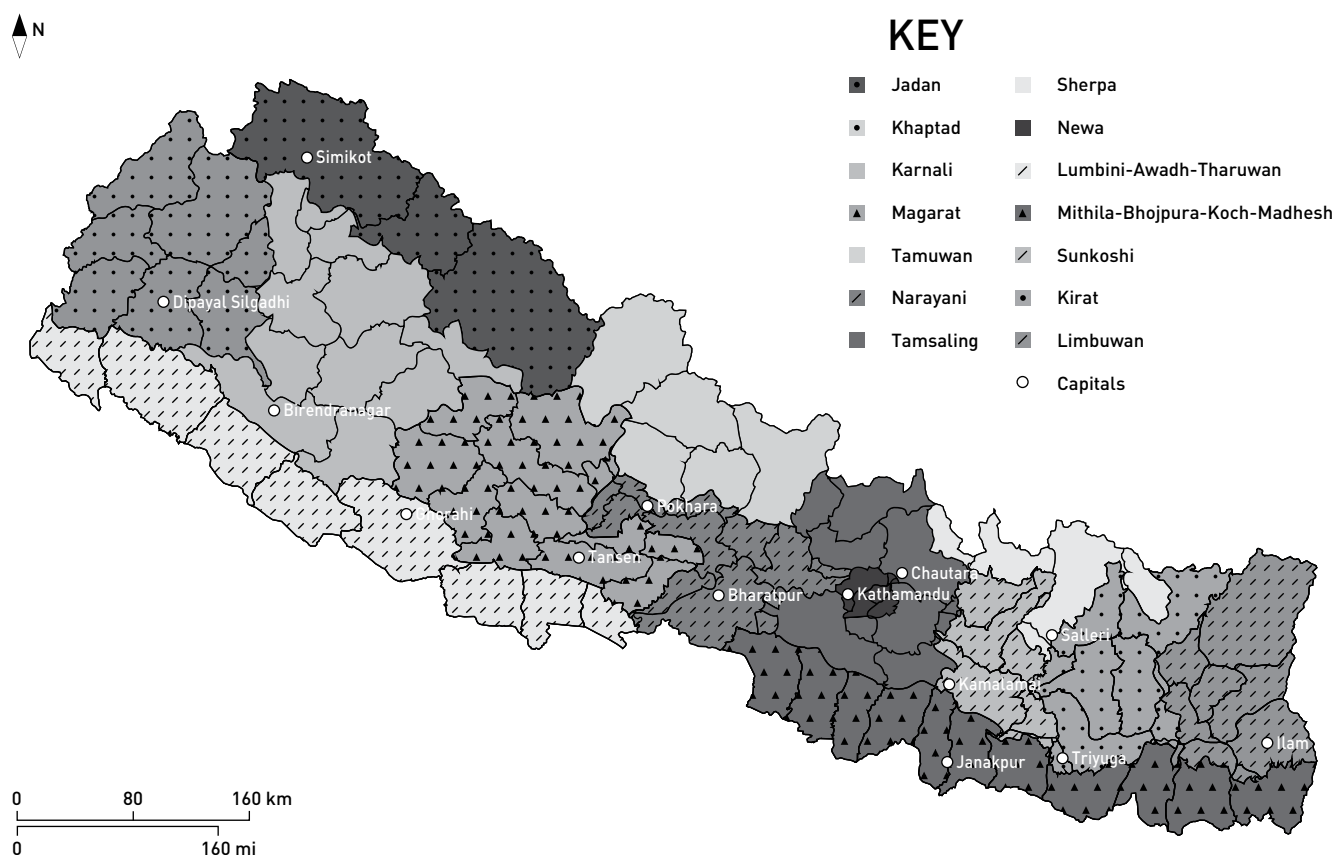 N
KEY
Jadan
Khaptad
Karnali
Magarat
Tamuwan
Narayani
Tamsaling
Sherpa
Newa
Lumbini-Awadh-Tharuwan
Mithila-Bhojpura-Koch-Madhesh
Sunkoshi
Kirat
Limbuwan
Capitals
Simikot
Dipayal Silgadhi
Birendranagar
Ghorahi
Pokhara
Tansen
Bharatpur
Chautara
Kathamandu
Salleri
Kamalamai
Janakpur
Triyuga
Ilam
0 80 160 km
0 160 mi